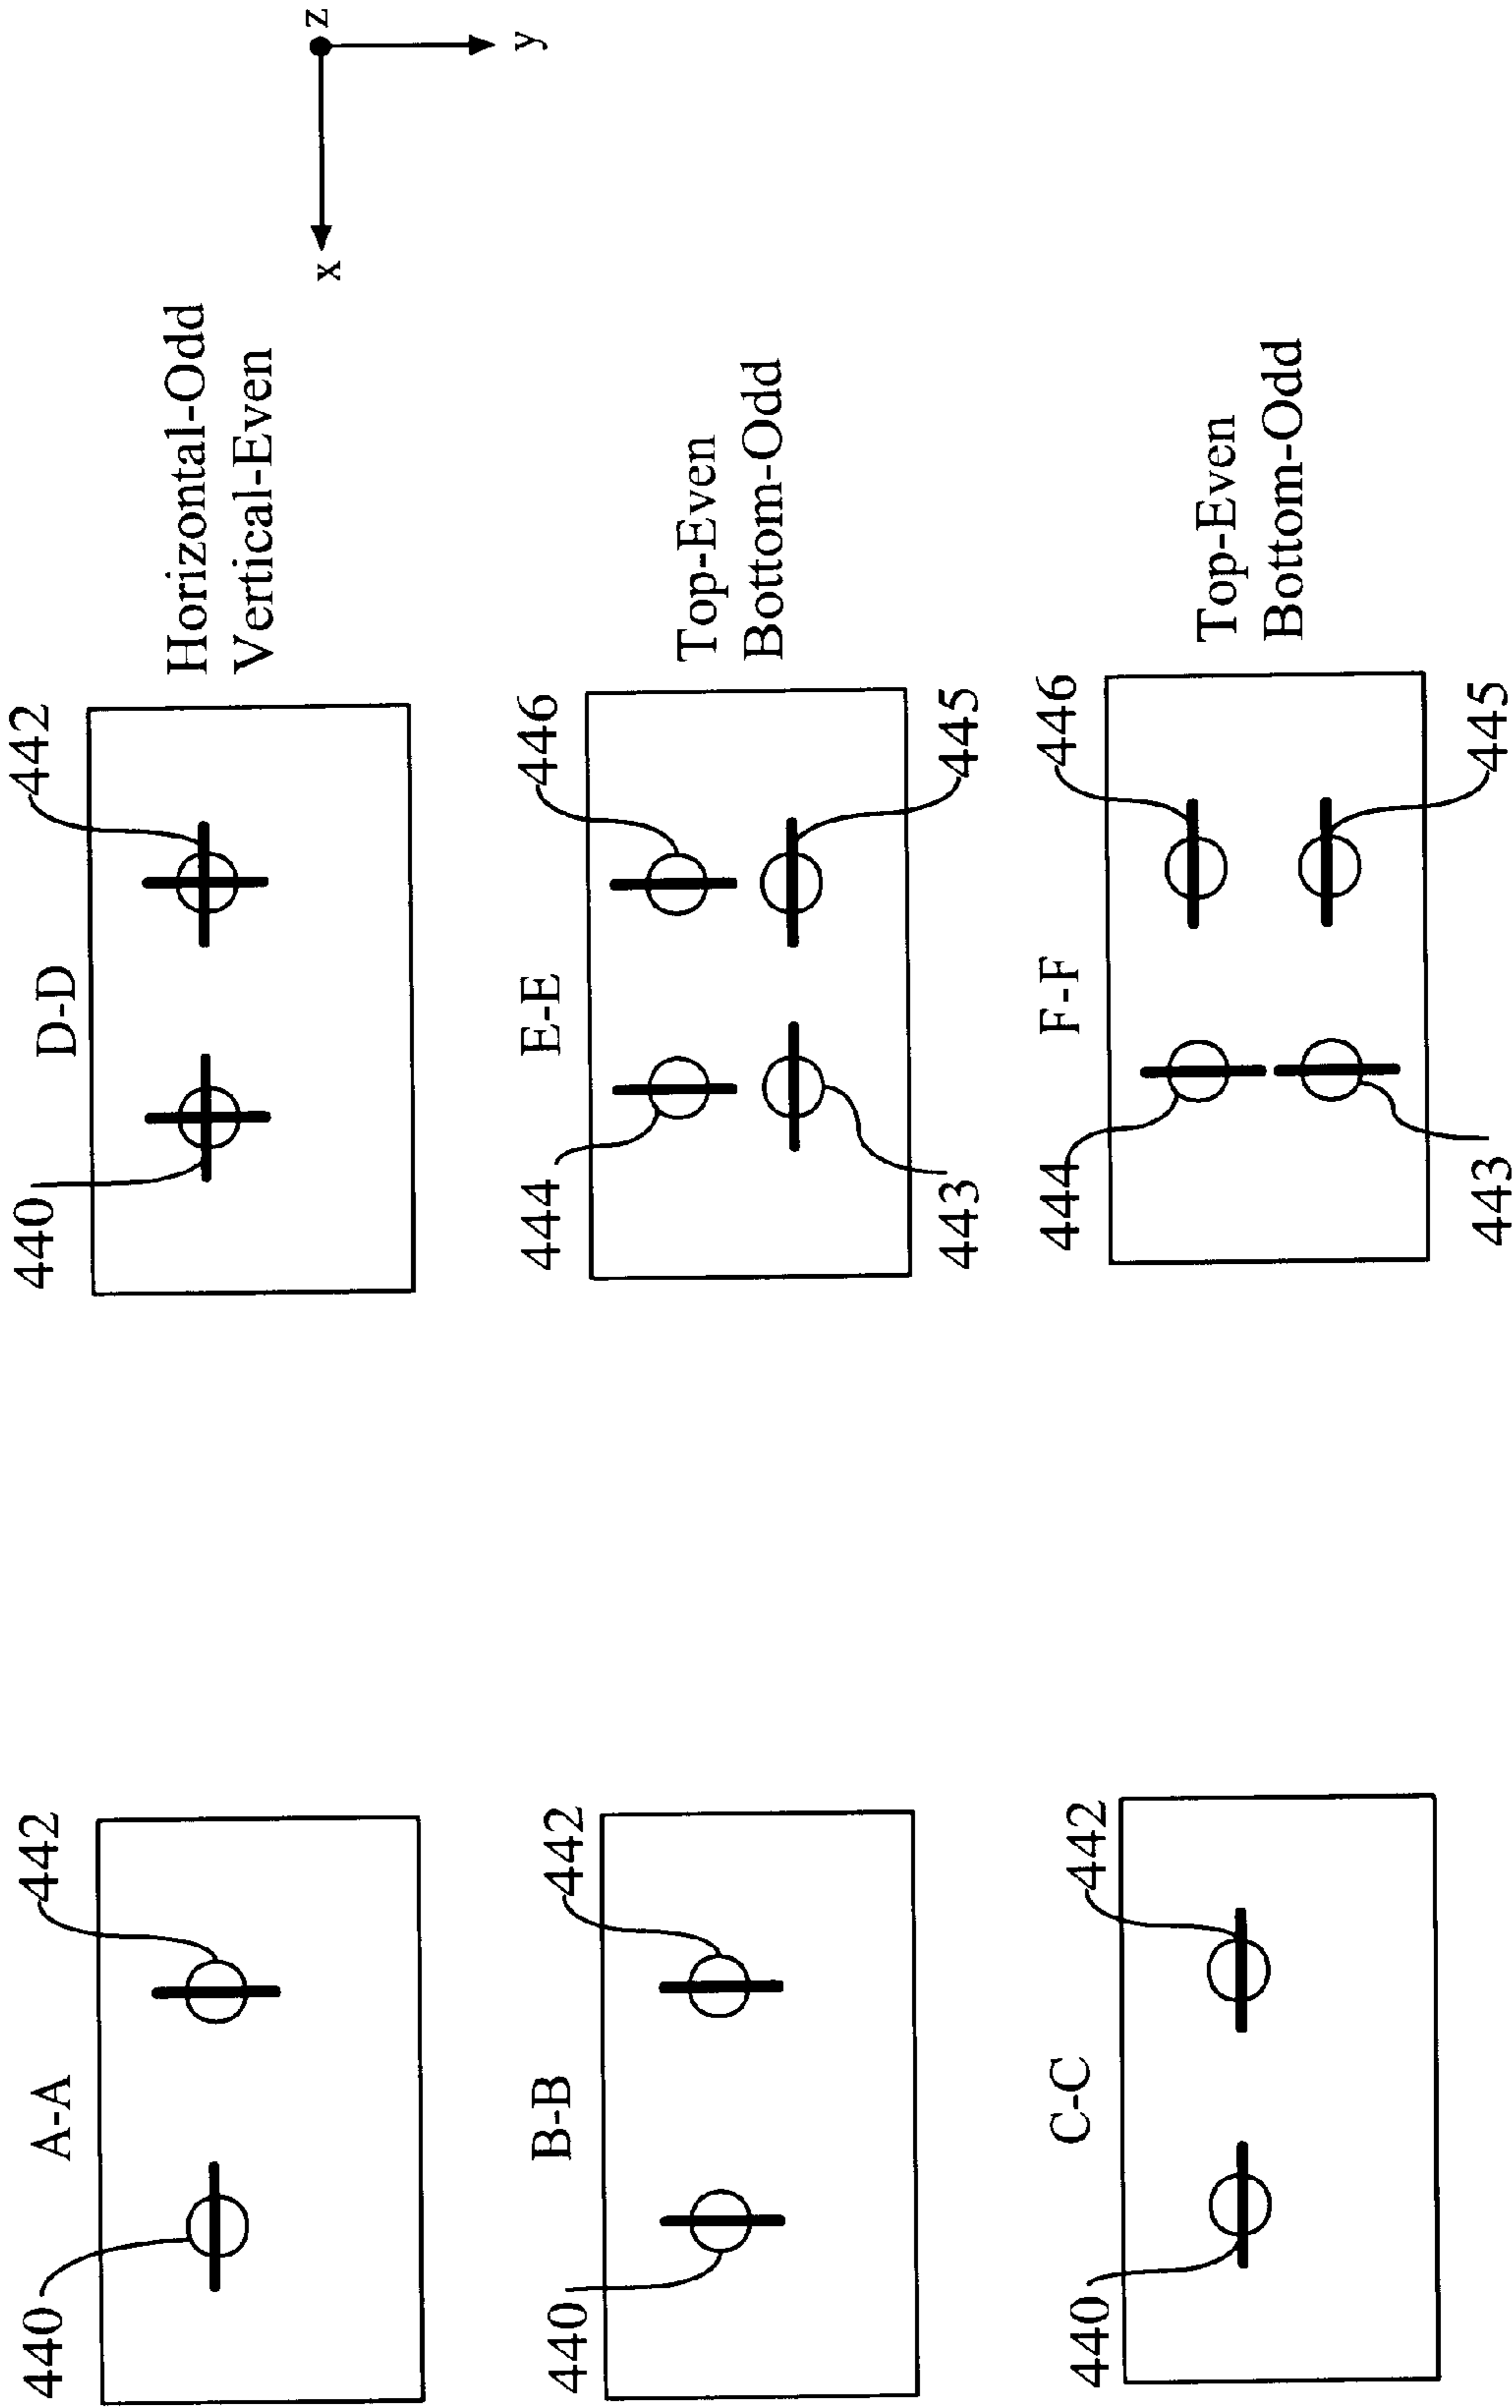 440
A-A
442
440
D-D
442
Horizontal-Odd
Vertical-Even
z
x
y
440
B-B
442
444
E-E
446
Top-Even
Bottom-Odd
443
445
440
C-C
442
444
F-F
446
Top-Even
Bottom-Odd
443
445